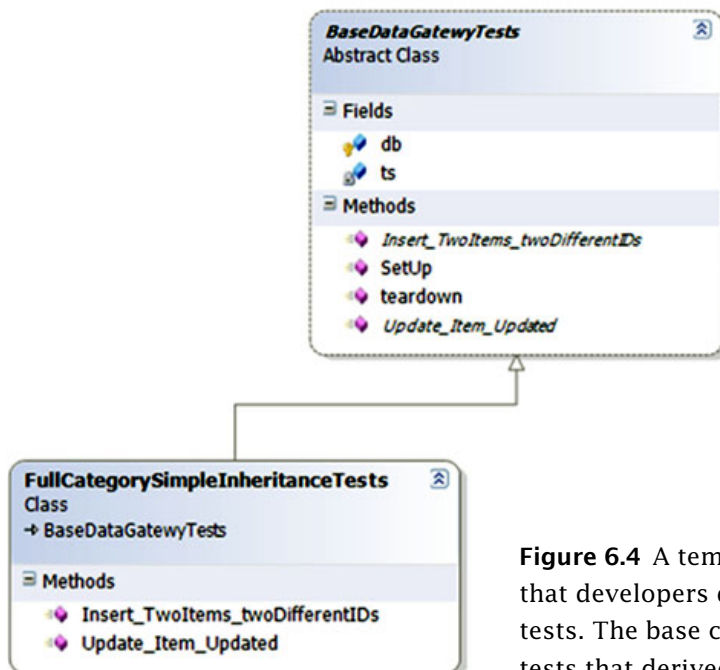 BaseDataGatewyTests
Abstract Class
Fields
db
ts
Methods
Insert_TwoItems_twoDifferentIDs
SetUp
teardown
Update_Item_Updated
FullCategorySimpleInheritanceTests
Class
BaseDataGatewyTests
Methods
Insert_TwoItems_twoDifferentIDs
Update_Item_Updated
Figure 6.4 A tem
that developers
tests. The base
tests that derive